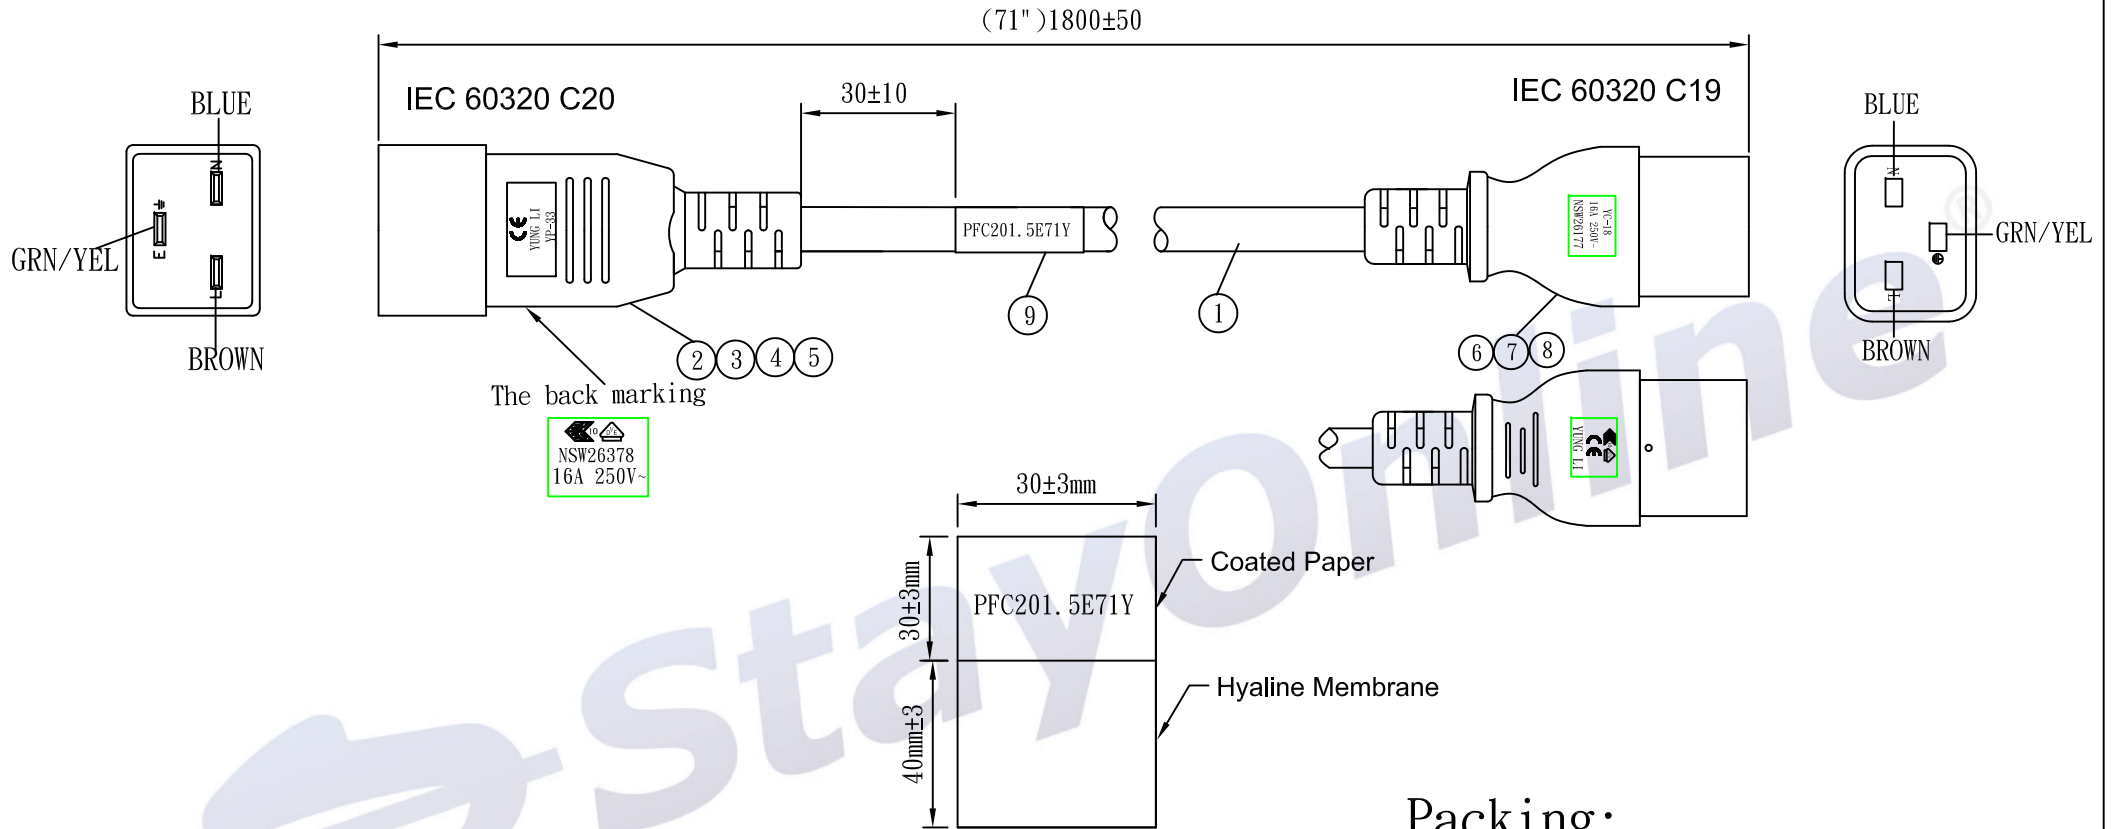 (71")1800±50
IEC 60320 C20
IEC 60320 C19
30±10
BLUE
BLUE
N
E
L
GRN/YEL
BROWN
CE
YUNG LI
YP-33
PFC201.5E71Y
YC-18
16A 250V~
NSW26177
N
L
GRN/YEL
BROWN
®
9
1
2
3
4
5
6
7
8
The back marking
10
NSW26378
16A 250V~
CE
YUNG LI
30±3mm
30±3mm
40mm±3
PFC201.5E71Y
Coated Paper
Hyaline Membrane
StayOnline
Packing: